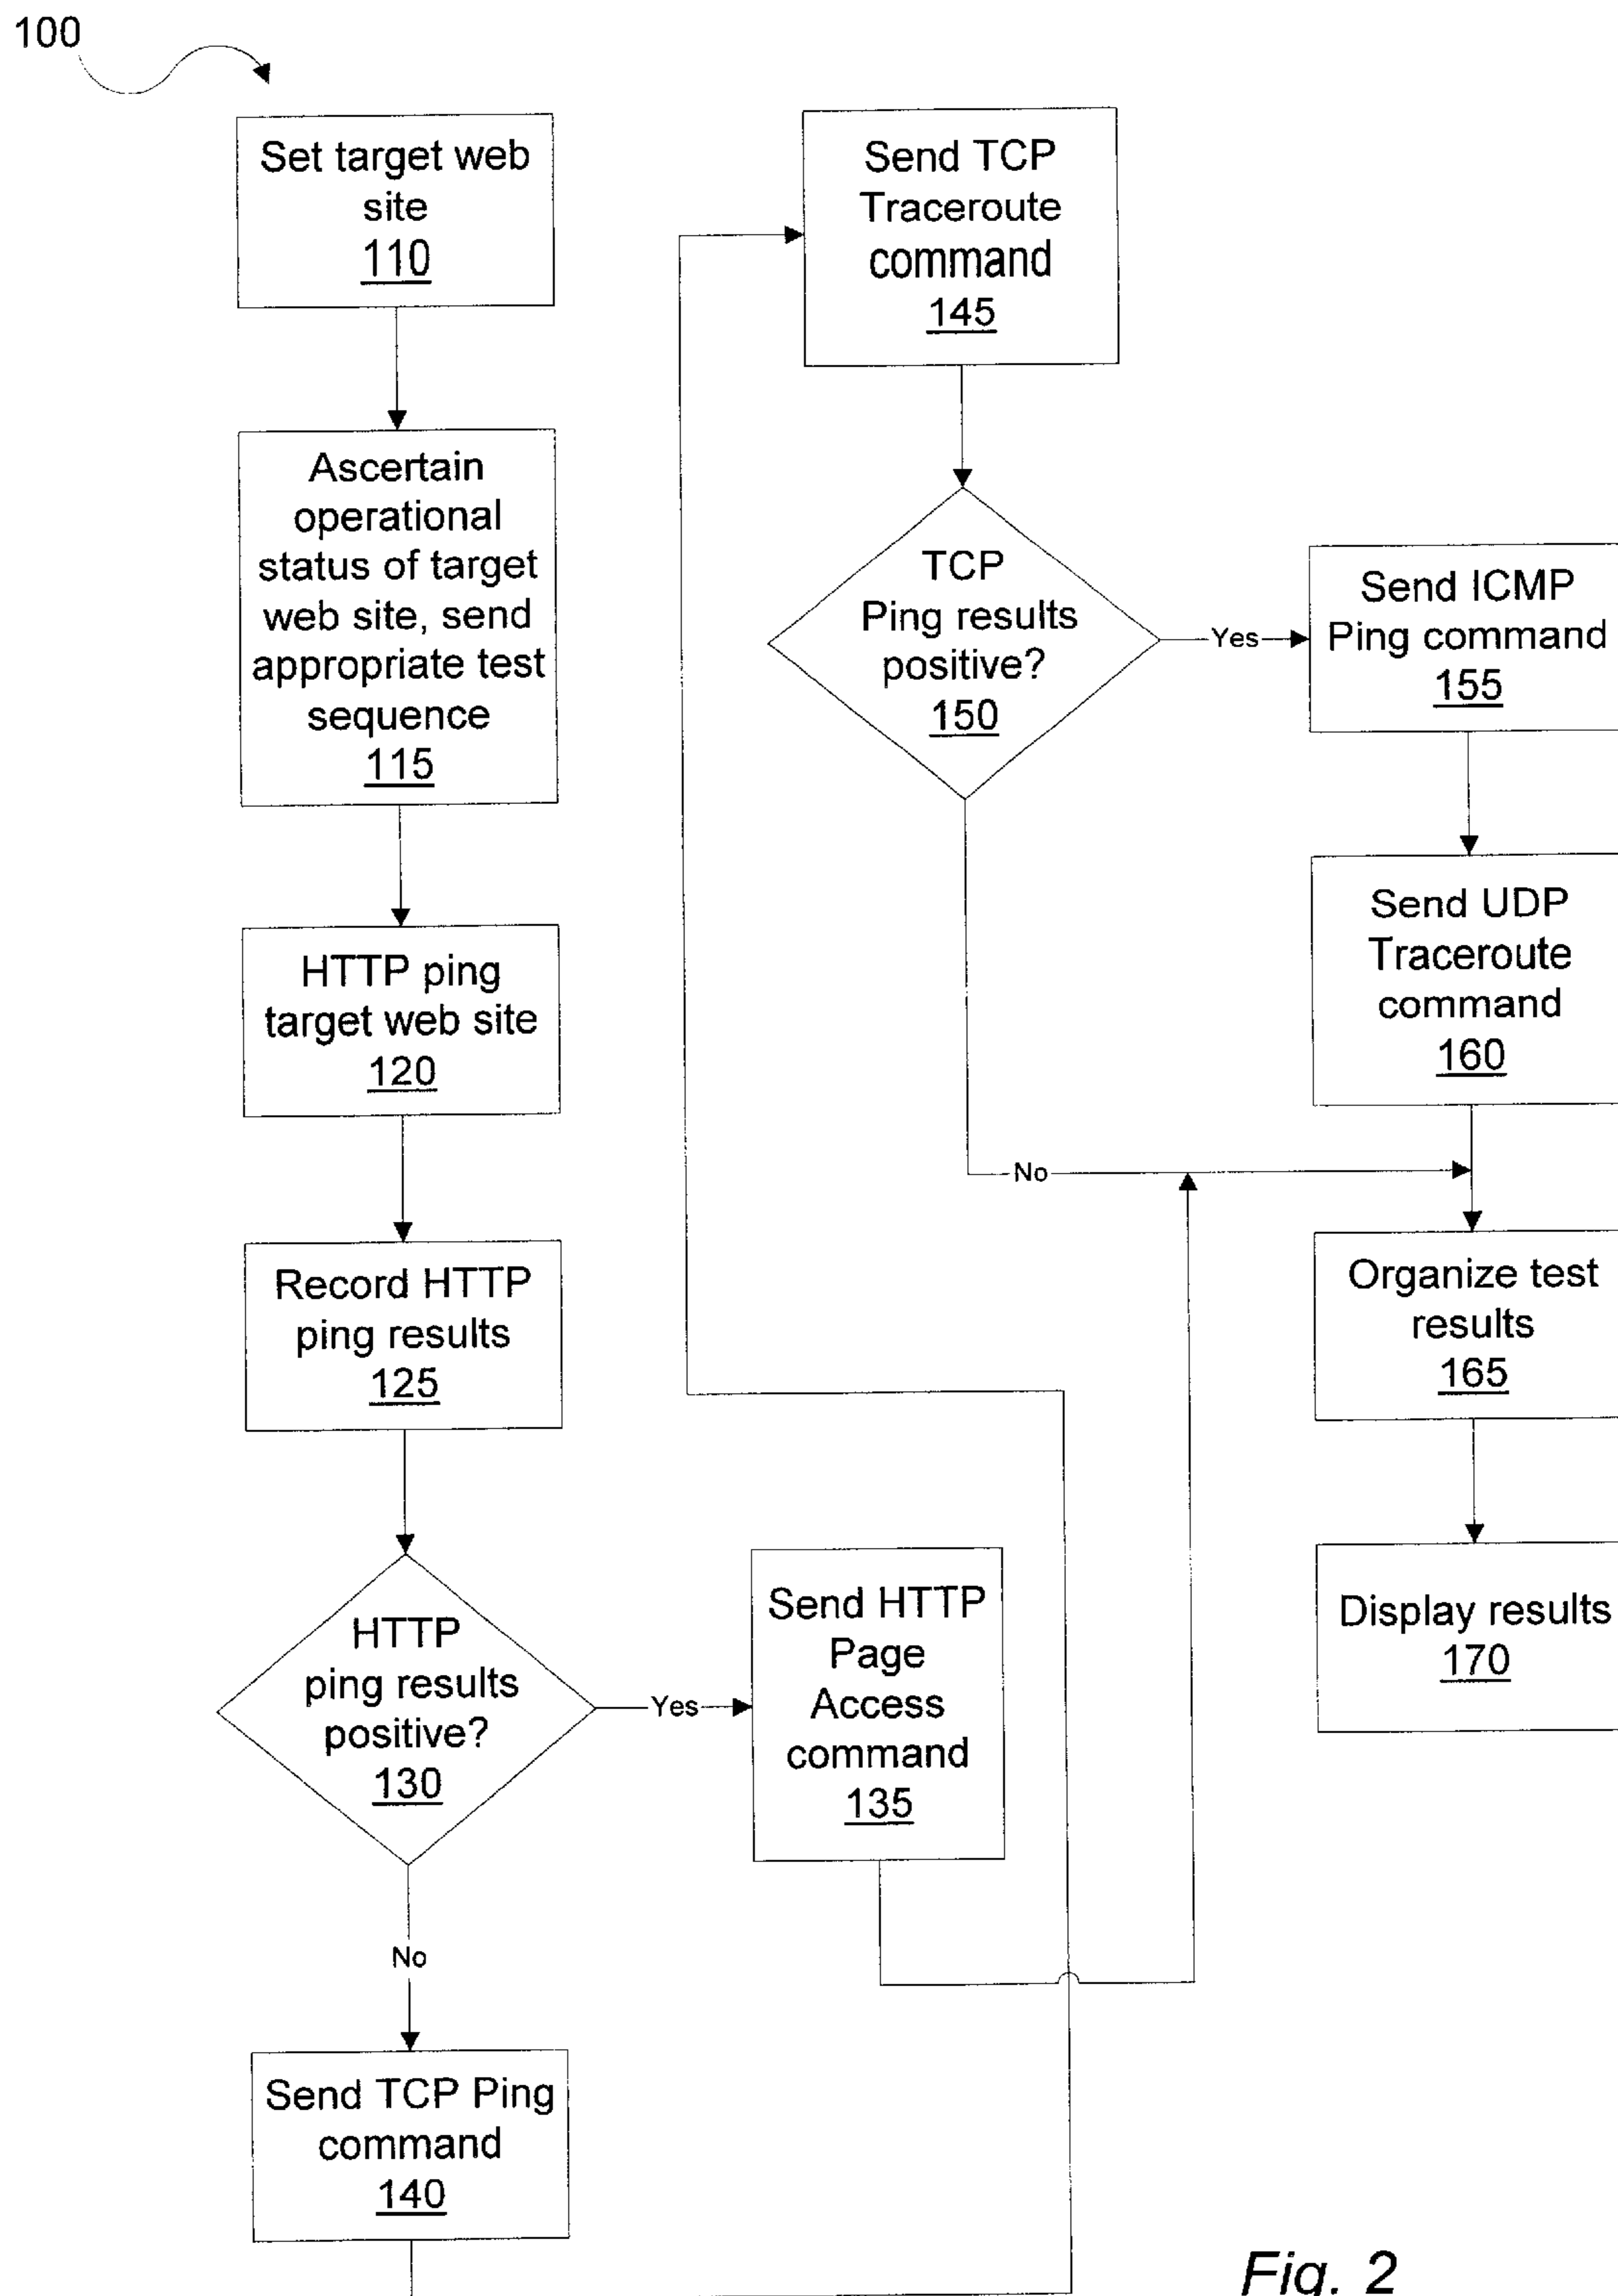 100
Set target web
site
110
Ascertain
operational
status of target
web site, send
appropriate test
sequence
115
HTTP ping
target web site
120
Record HTTP
ping results
125
HTTP
ping results
positive?
130
Yes
No
Send HTTP
Page
Access
command
135
Send TCP Ping
command
140
Send TCP
Traceroute
command
145
TCP
Ping results
positive?
150
Yes
No
Send ICMP
Ping command
155
Send UDP
Traceroute
command
160
Organize test
results
165
Display results
170
Fig. 2